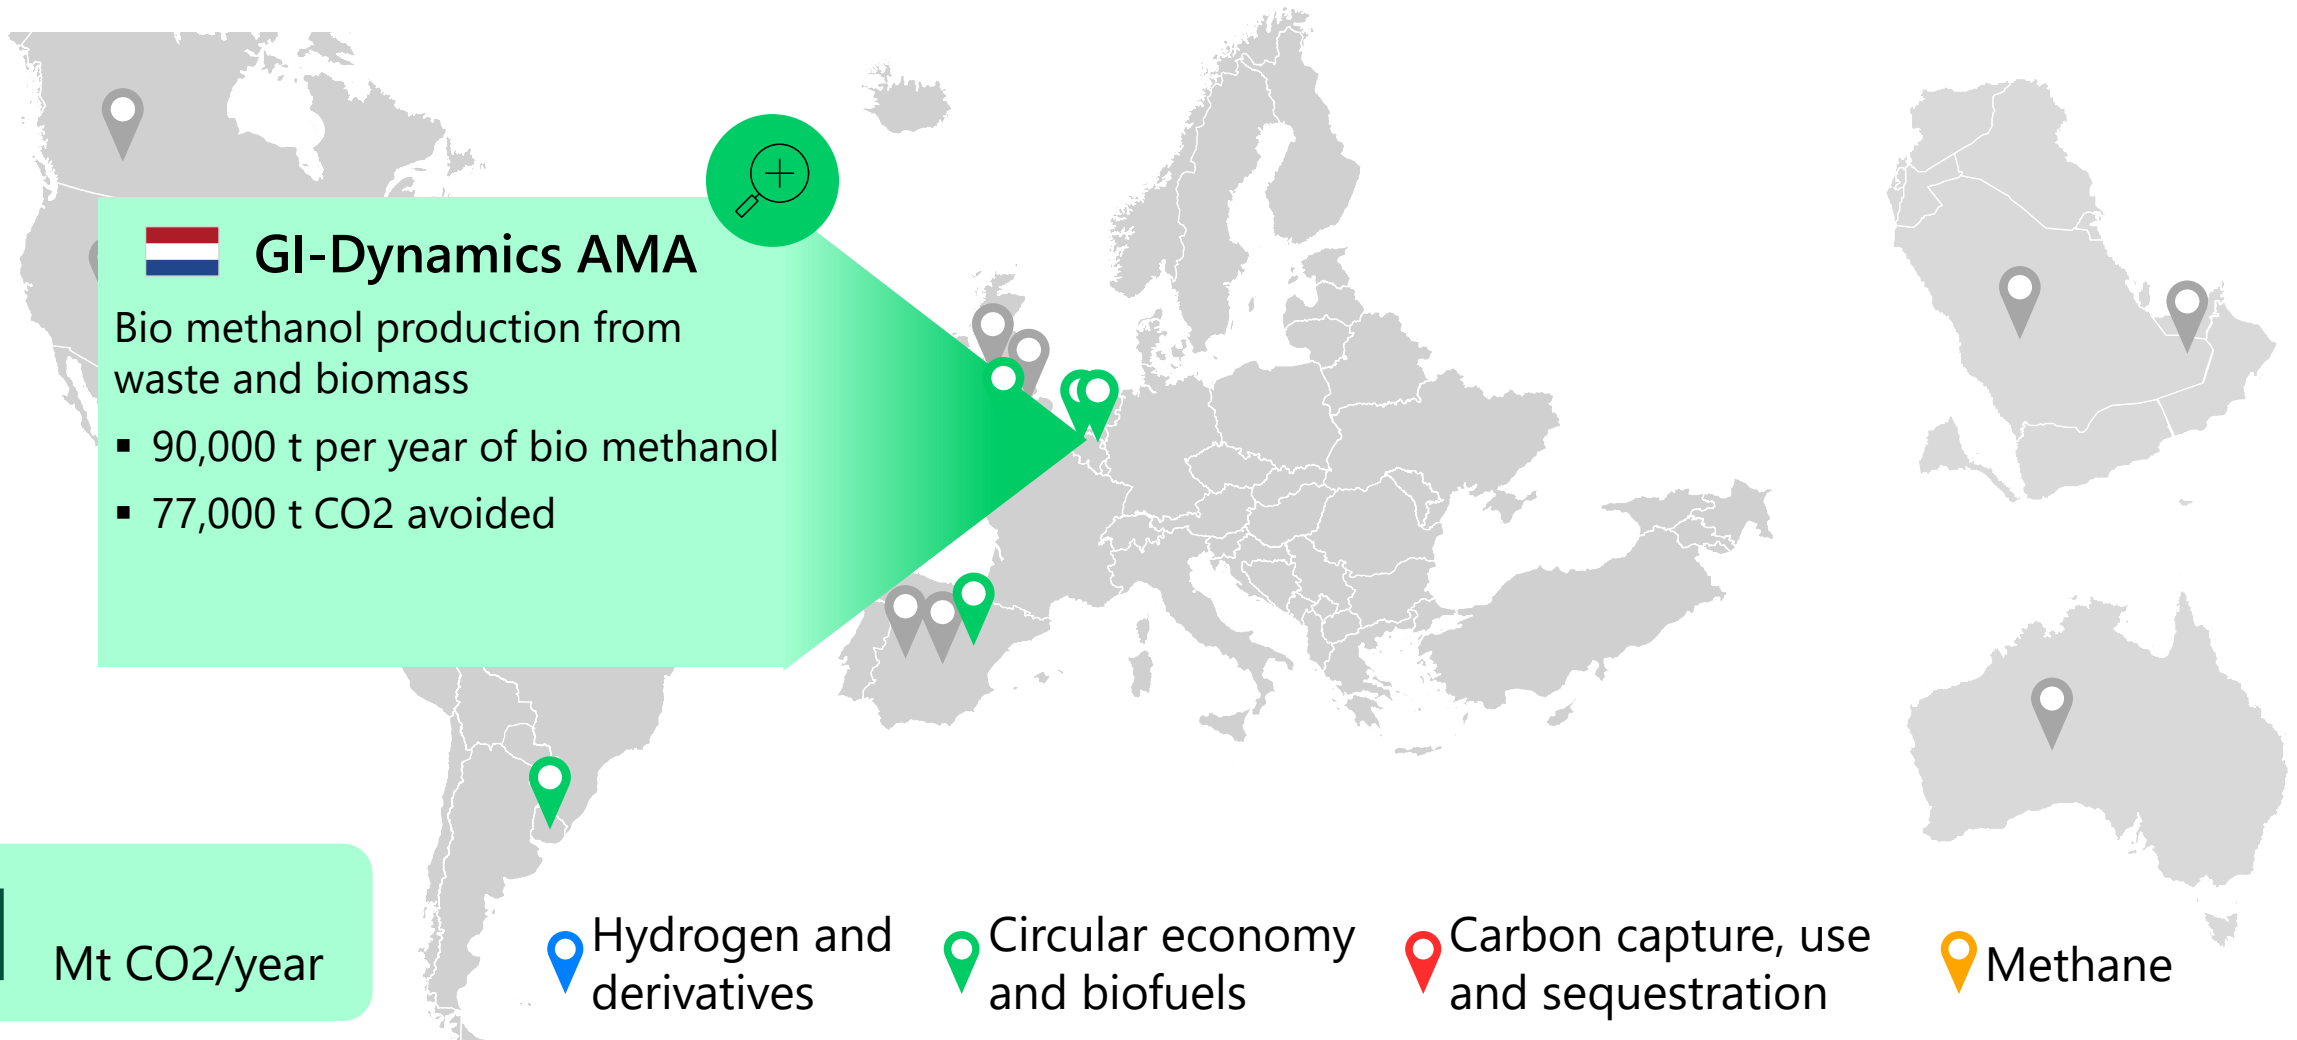 GI-Dynamics AMA
Bio methanol production from
waste and biomass
▪ 90,000 t per year of bio methanol
▪ 77,000 t CO2 avoided
Mt CO2/year
Hydrogen and
derivatives
Circular economy
and biofuels
Carbon capture, use
and sequestration
Methane